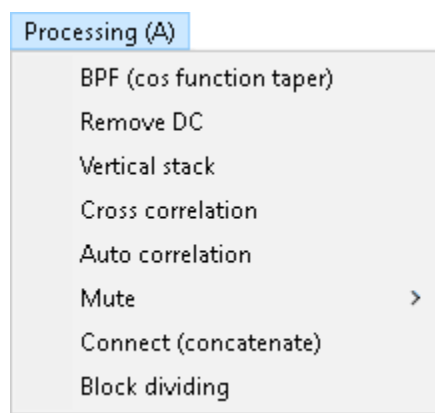 Processing (A)
BPF (cos function taper)
Remove DC
Vertical stack
Cross correlation
Auto correlation
Mute
Connect (concatenate)
Block dividing